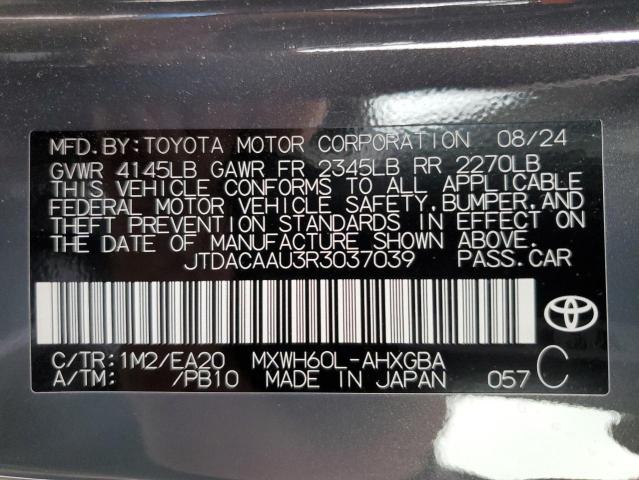 MFD. BY: TOYOTA MOTOR CORPORATION 08/24
GVWR 4145LB GAWR FR 2345LB RR 2270LB
THIS VEHICLE CONFORMS TO ALL APPLICABLE
FEDERAL MOTOR VEHICLE SAFETY, BUMPER, AND
THEFT PREVENTION STANDARDS IN EFFECT ON
THE DATE OF MANUFACTURE SHOWN ABOVE.
JTDACAAU3R3037039 PASS. CAR
C/TR: 1M2/EA20 MXWH60L-AHXGBA
A/TM: /PB10 MADE IN JAPAN 057 C